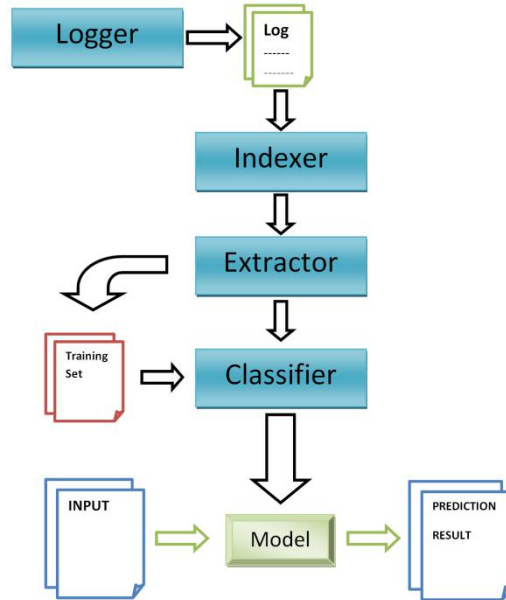 Logger
Log
------
-------
Indexer
Extractor
Training
Set
Classifier
INPUT
Model
PREDICTION
RESULT